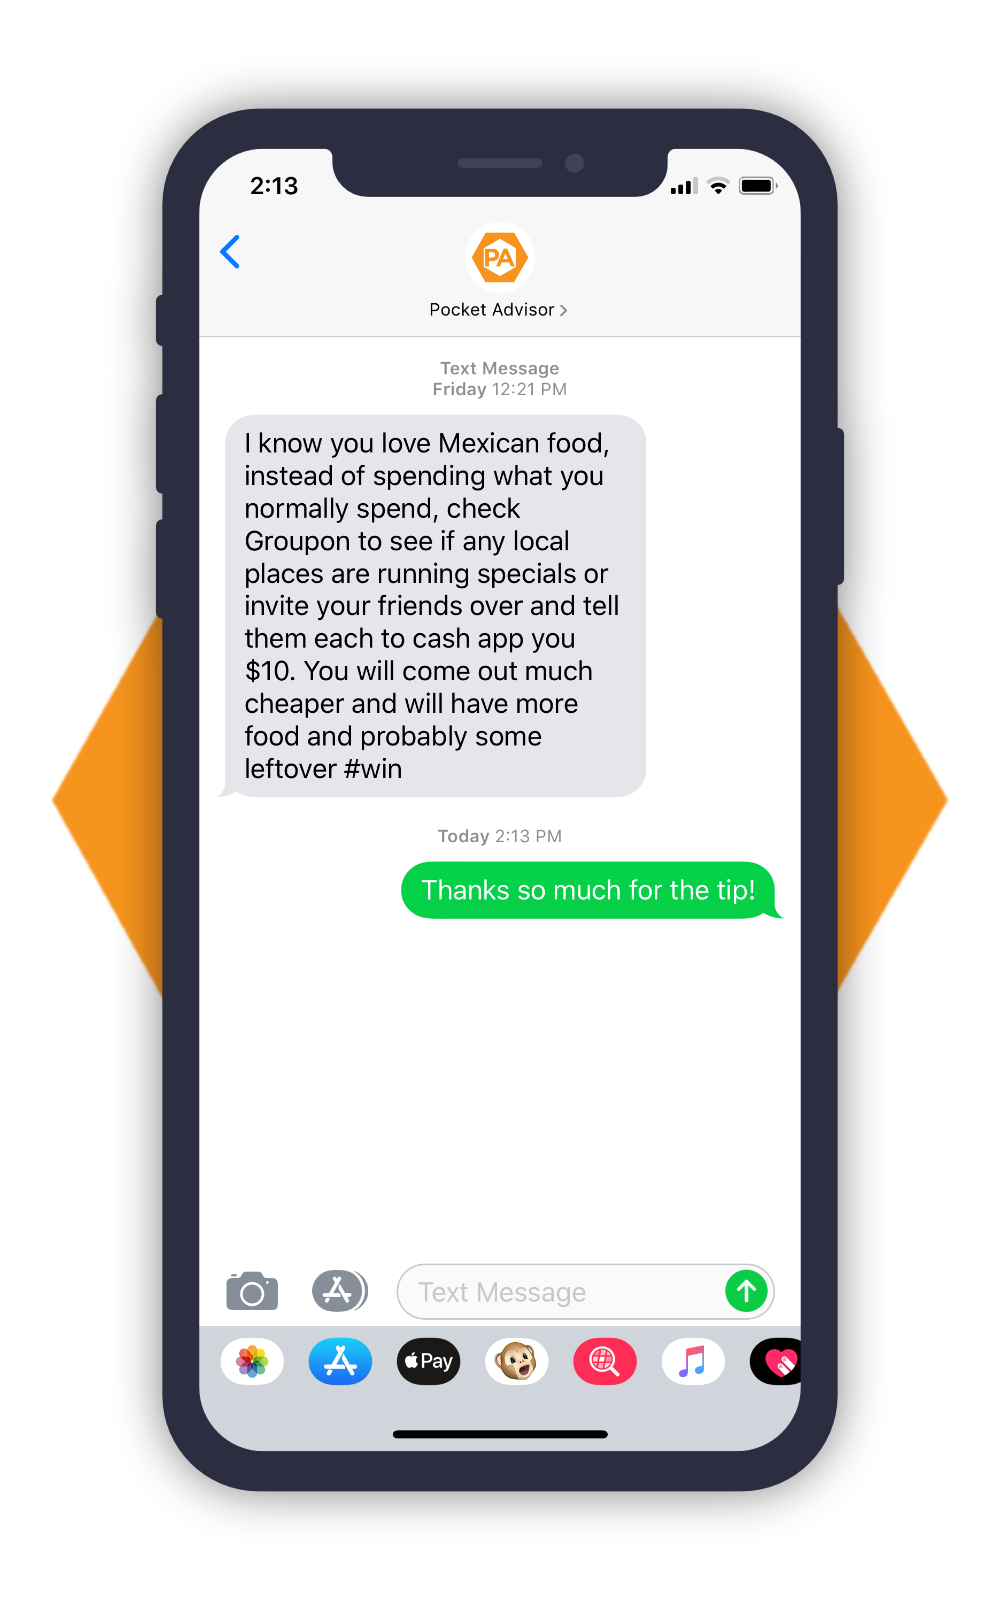 2:13
PA
Pocket Advisor
Text Message
Friday 12:21 PM
I know you love Mexican food,
instead of spending what you
normally spend, check
Groupon to see if any local
places are running specials or
invite your friends over and tell
them each to cash app you
$10. You will come out much
cheaper and will have more
food and probably some
leftover #win
Today 2:13 PM
Thanks so much for the tip!
Text Message
Pay